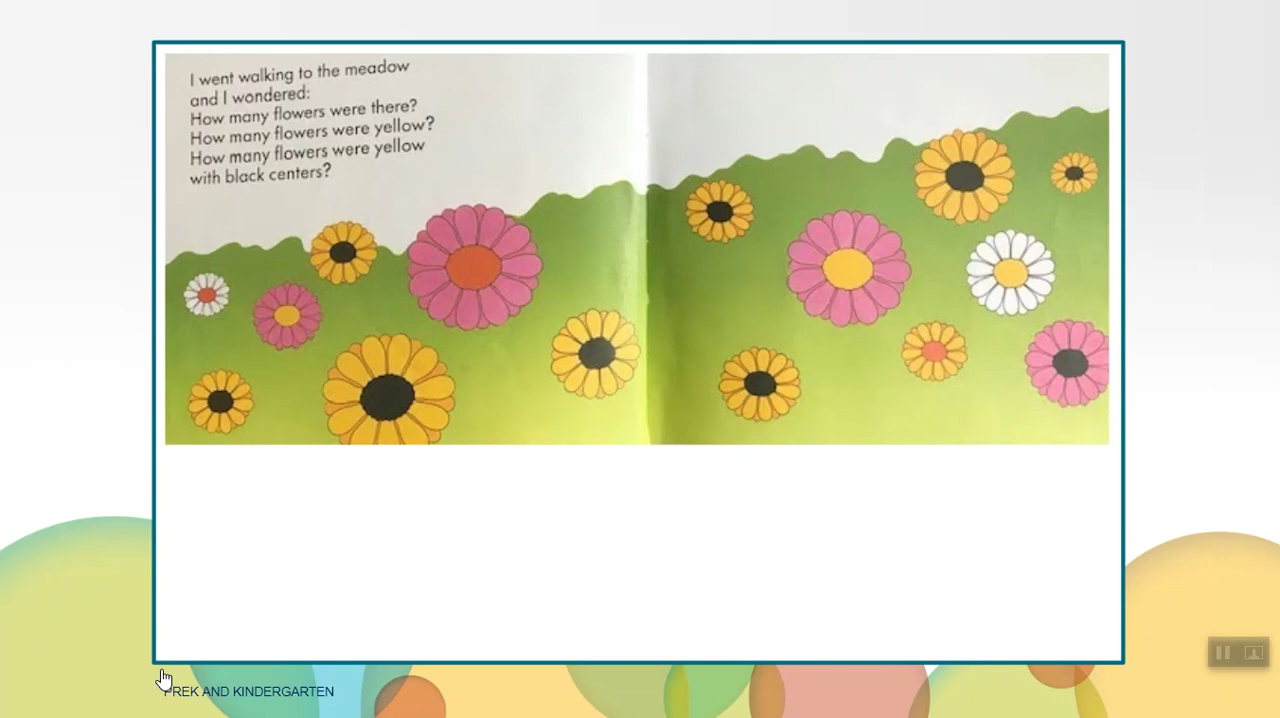 I went walking to the meadow
and I wondered:
How many flowers were there?
How many flowers were yellow?
How many flowers were yellow
with black centers?
PREK AND KINDERGARTEN